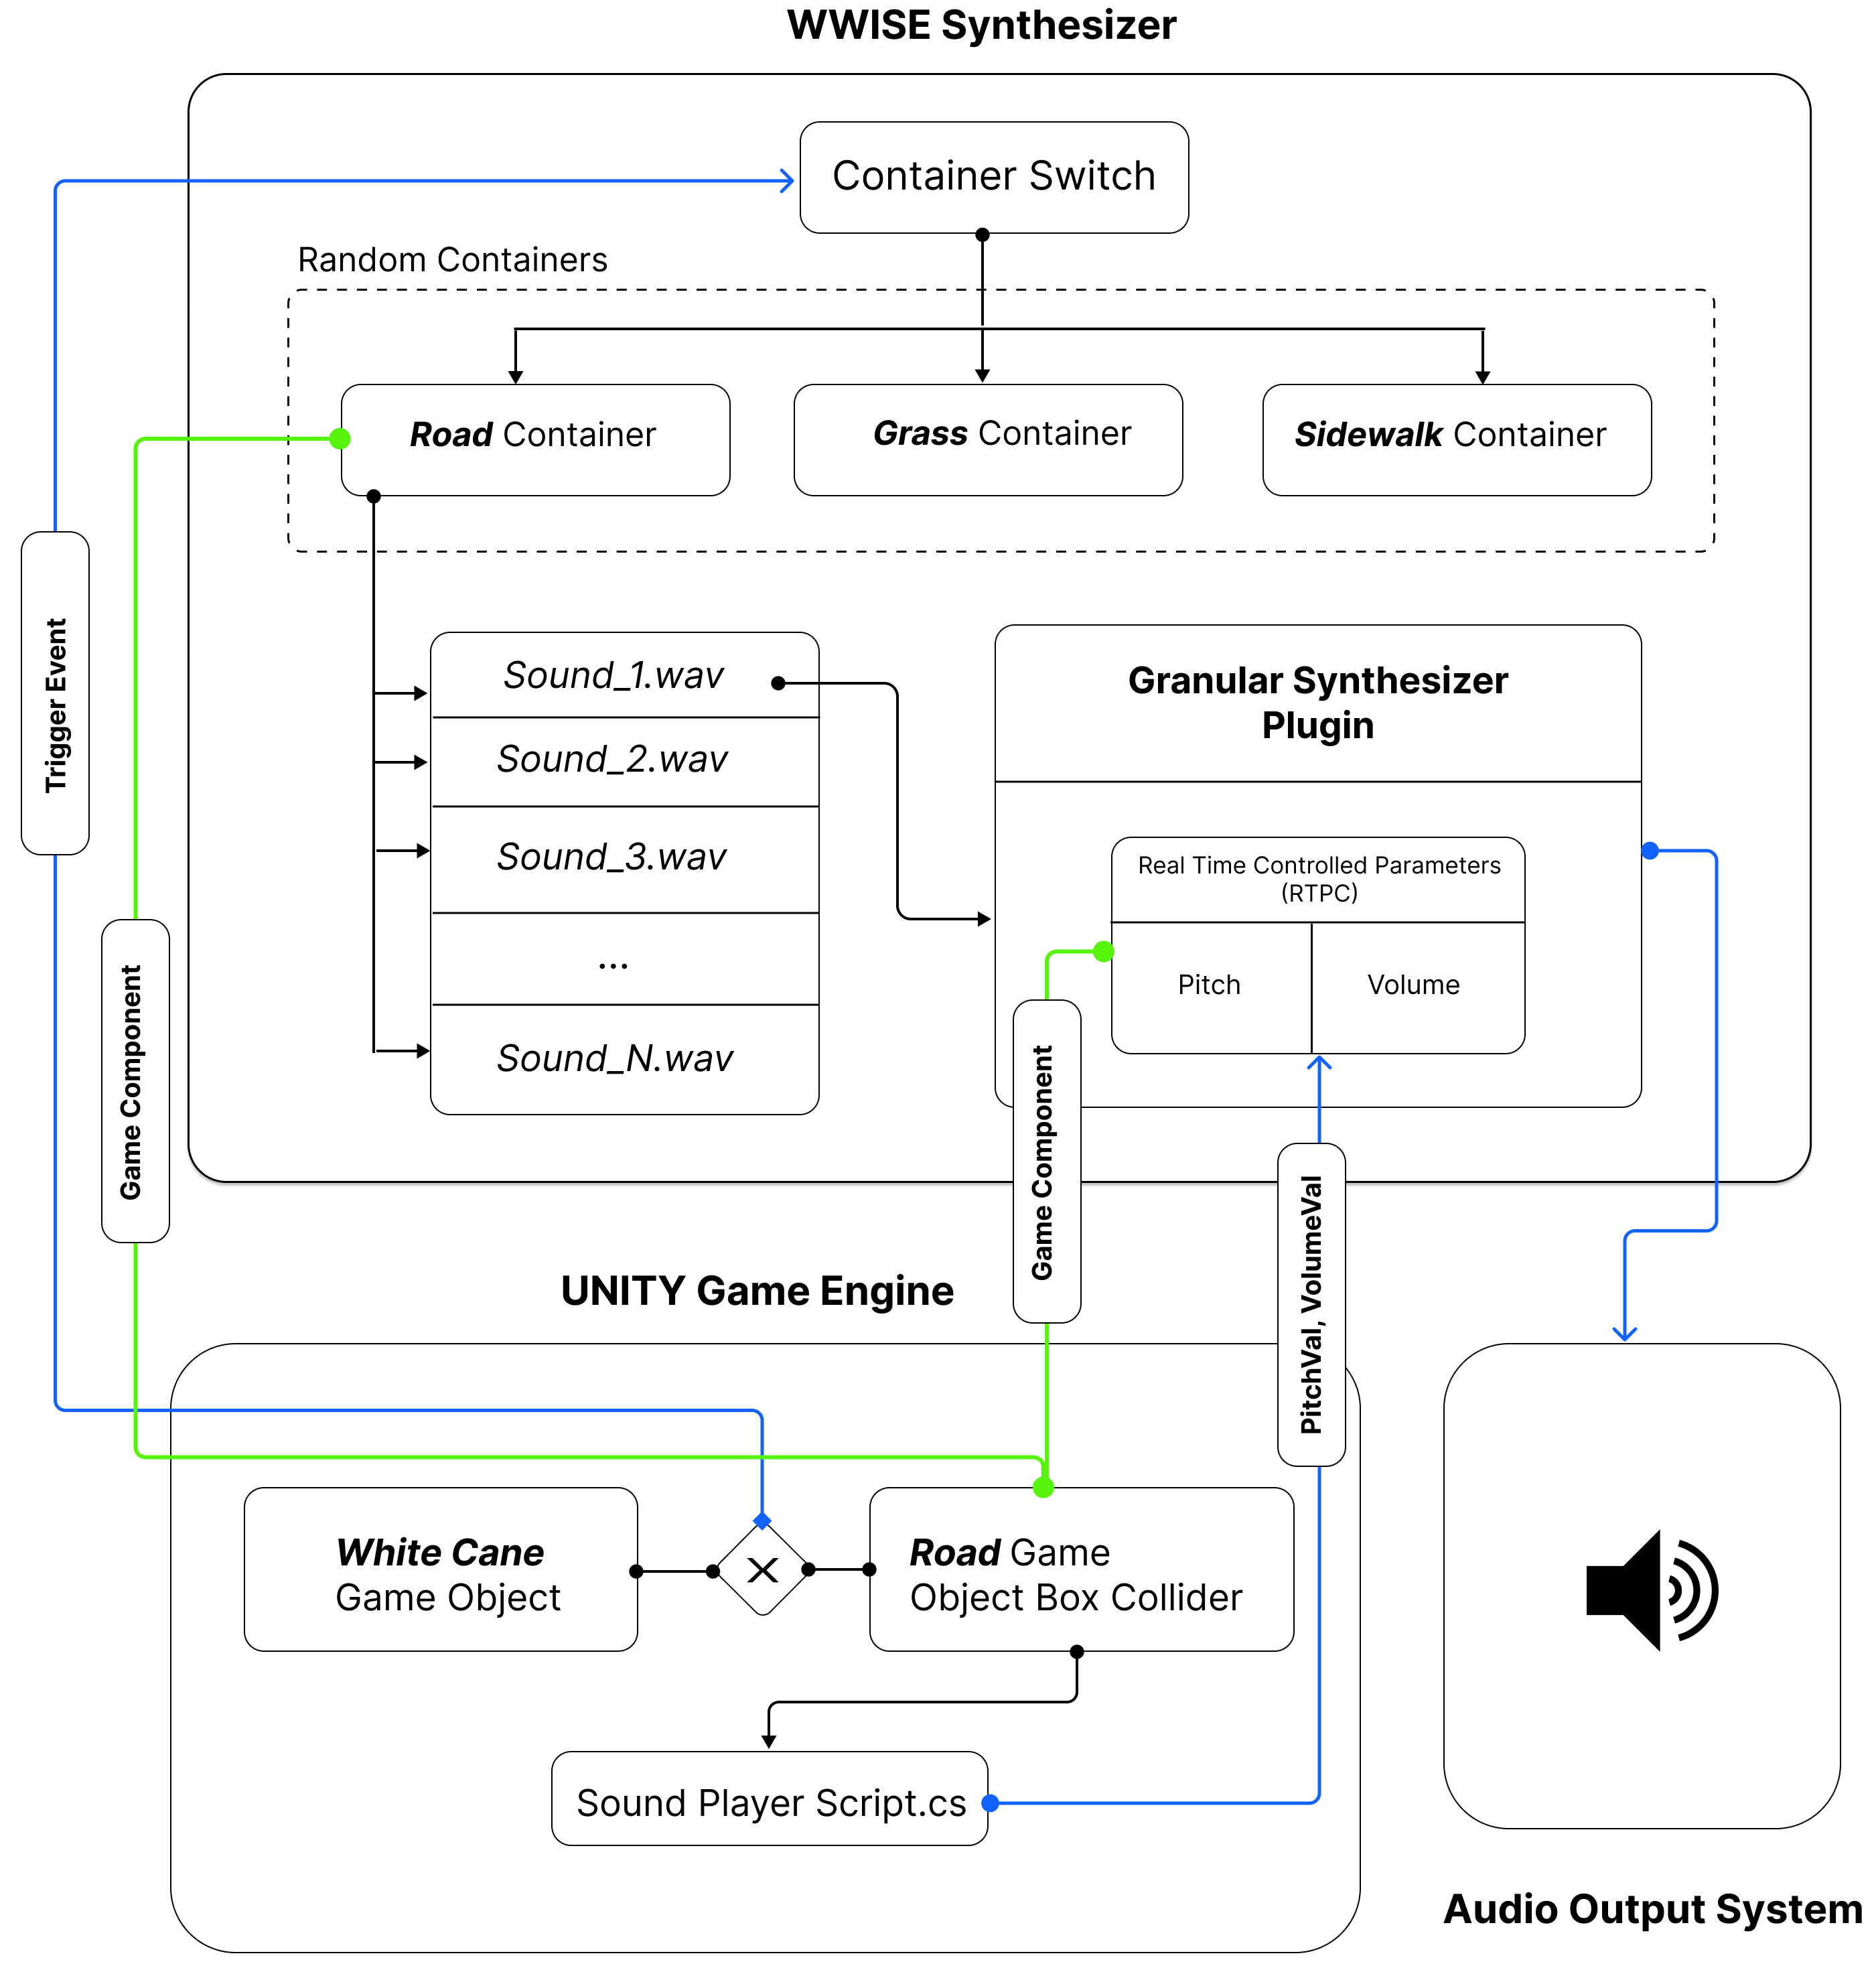 WWISE Synthesizer
Container Switch
Random Containers
Road Container
Grass Container
Sidewalk Container
Trigger Event
Game Component
Sound_1.wav
Sound_2.wav
Sound_3.wav
...
Sound_N.wav
Granular Synthesizer
Plugin
Real Time Controlled Parameters
(RTPC)
Pitch
Volume
Game Component
PitchVal, VolumeVal
UNITY Game Engine
White Cane
Game Object
X
Road Game
Object Box Collider
Sound Player Script.cs
Audio Output System